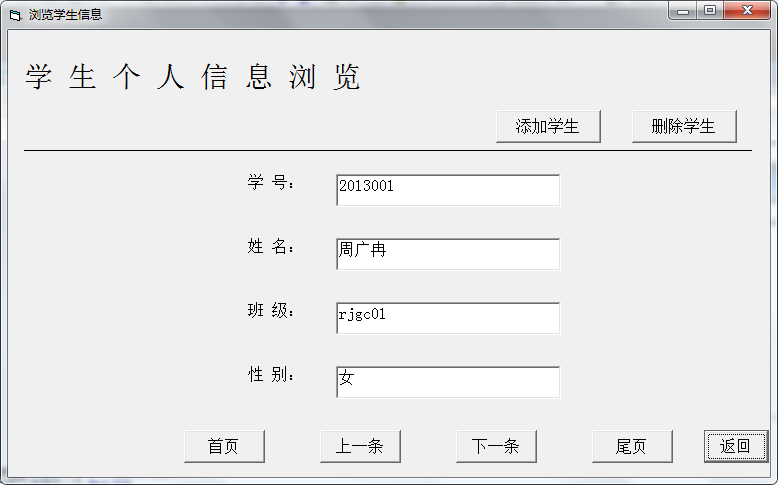 浏览学生信息
学生个人信息浏览
添加学生 删除学生
学 号： 2013001
姓 名： 周广冉
班 级： rjgc01
性 别： 女
首页 上一条 下一条 尾页 返回